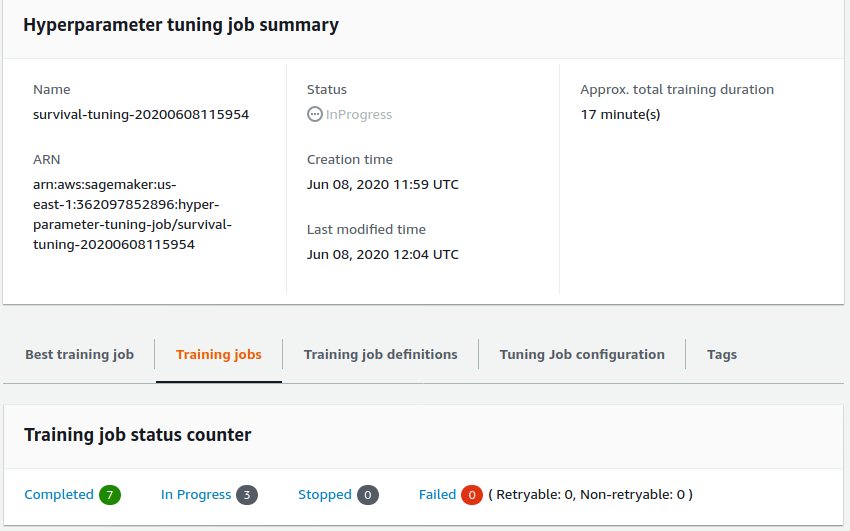 Hyperparameter tuning job summary
Name
survival-tuning-20200608115954
ARN
arn:aws:sagemaker:us-
east-1:362097852896:hyper-
parameter-tuning-job/survival-
tuning-20200608115954
Status
InProgress
Creation time
Jun 08, 2020 11:59 UTC
Last modified time
Jun 08, 2020 12:04 UTC
Approx. total training duration
17 minute(s)
Best training job
Training jobs
Training job definitions
Tuning Job configuration
Tags
Training job status counter
Completed 7 In Progress 3 Stopped 0 Failed 0 ( Retryable: 0, Non-retryable: 0 )